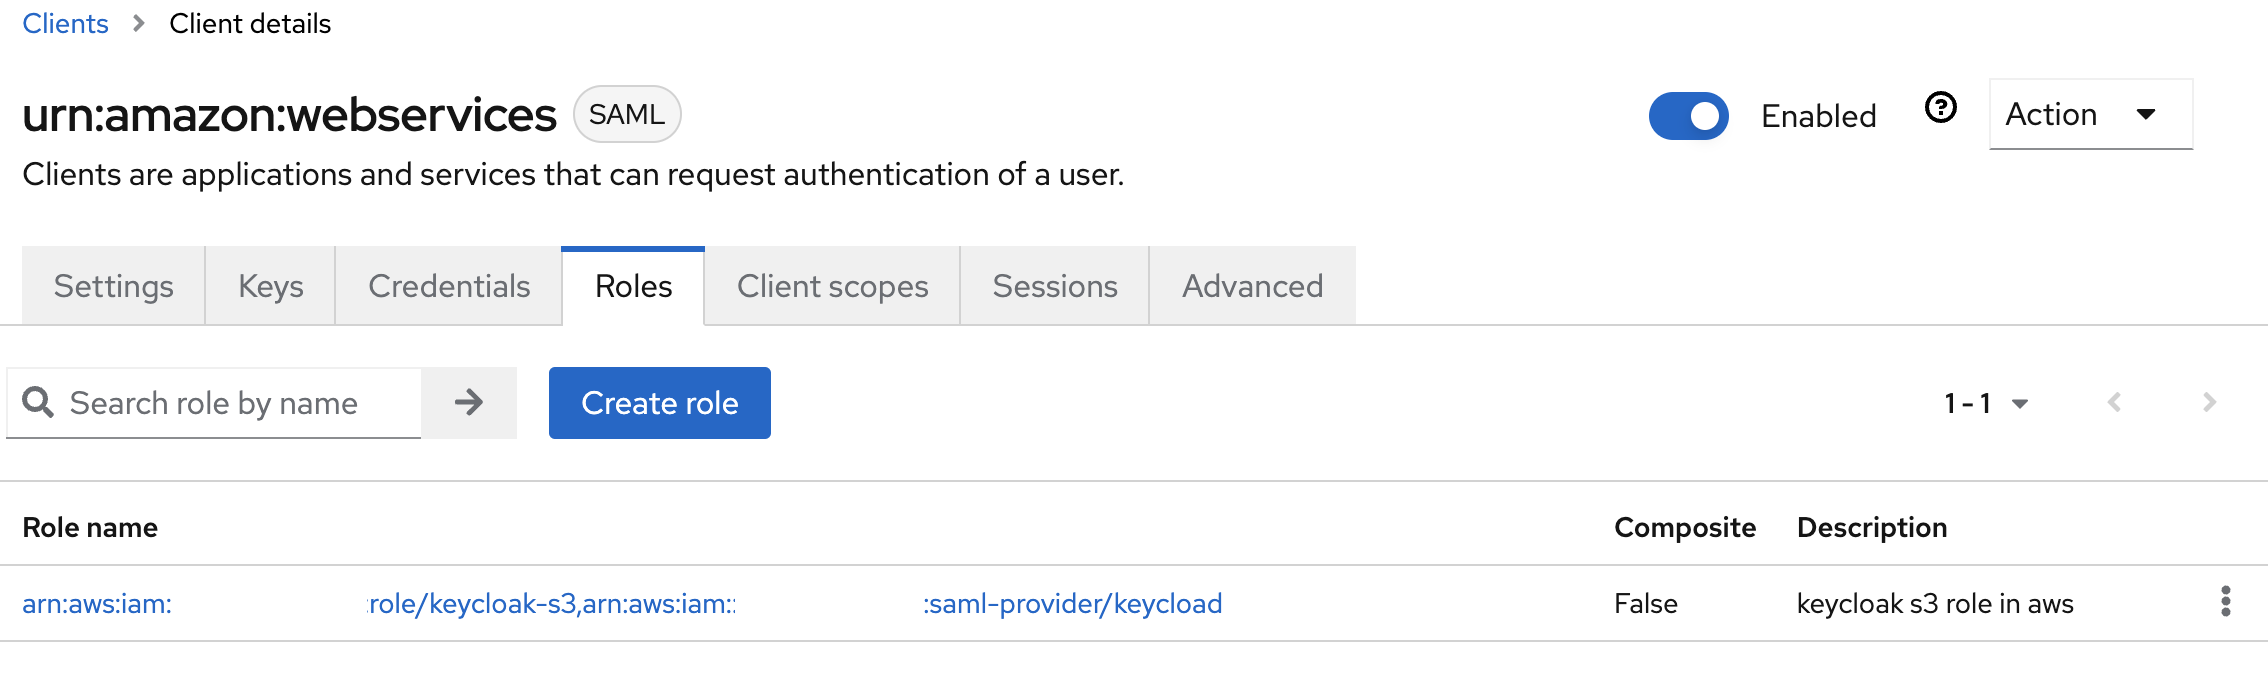 Clients > Client details
urn:amazon:webservices SAML
Enabled
Action
Clients are applications and services that can request authentication of a user.
Settings Keys Credentials Roles Client scopes Sessions Advanced
Search role by name Create role 1 - 1
Role name Composite Description
arn:aws:iam: :role/keycloak-s3,arn:aws:iam:: :saml-provider/keycload False keycloak s3 role in aws